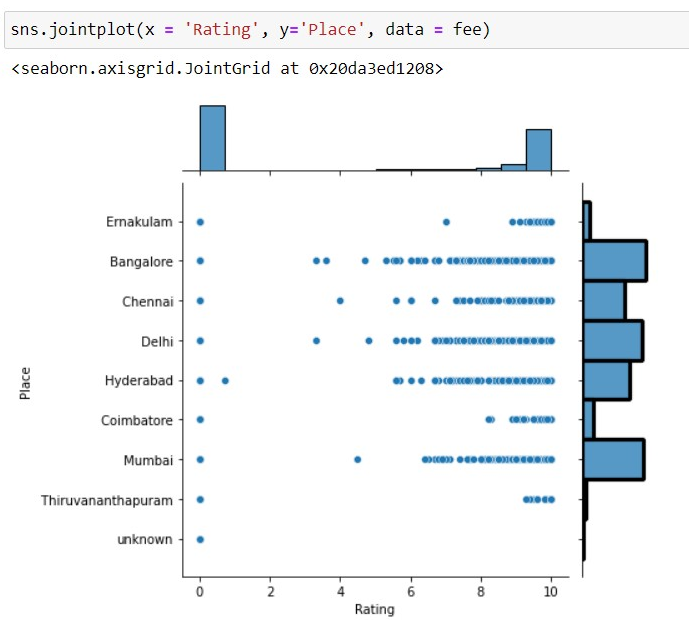 sns.jointplot(x = 'Rating', y='Place', data = fee)
<seaborn.axisgrid.JointGrid at 0x20da3ed1208>
Ernakulam
Bangalore
Chennai
Delhi
Hyderabad
Coimbatore
Mumbai
Thiruvananthapuram
unknown
Place
0 2 4 6 8 10
Rating